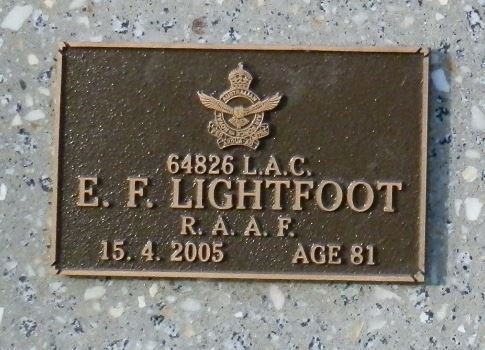 64826 L.A.C.
E. F. LIGHTFOOT
R. A. A. F.
15. 4. 2005 AGE 81